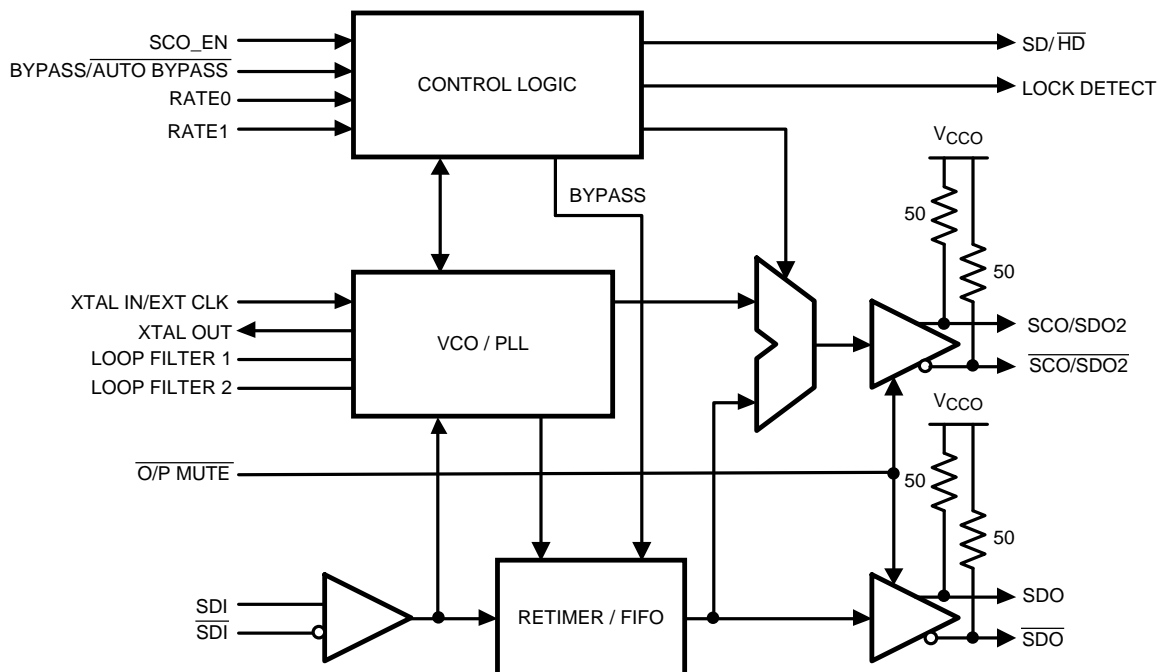 SCO_EN
BYPASS/AUTO BYPASS
RATE0
RATE1
CONTROL LOGIC
SD/HD
LOCK DETECT
BYPASS
VCCO
50
50
XTAL IN/EXT CLK
XTAL OUT
LOOP FILTER 1
LOOP FILTER 2
VCO / PLL
SCO/SDO2
SCO/SDO2
VCCO
O/P MUTE
50
50
SDI
SDI
RETIMER / FIFO
SDO
SDO